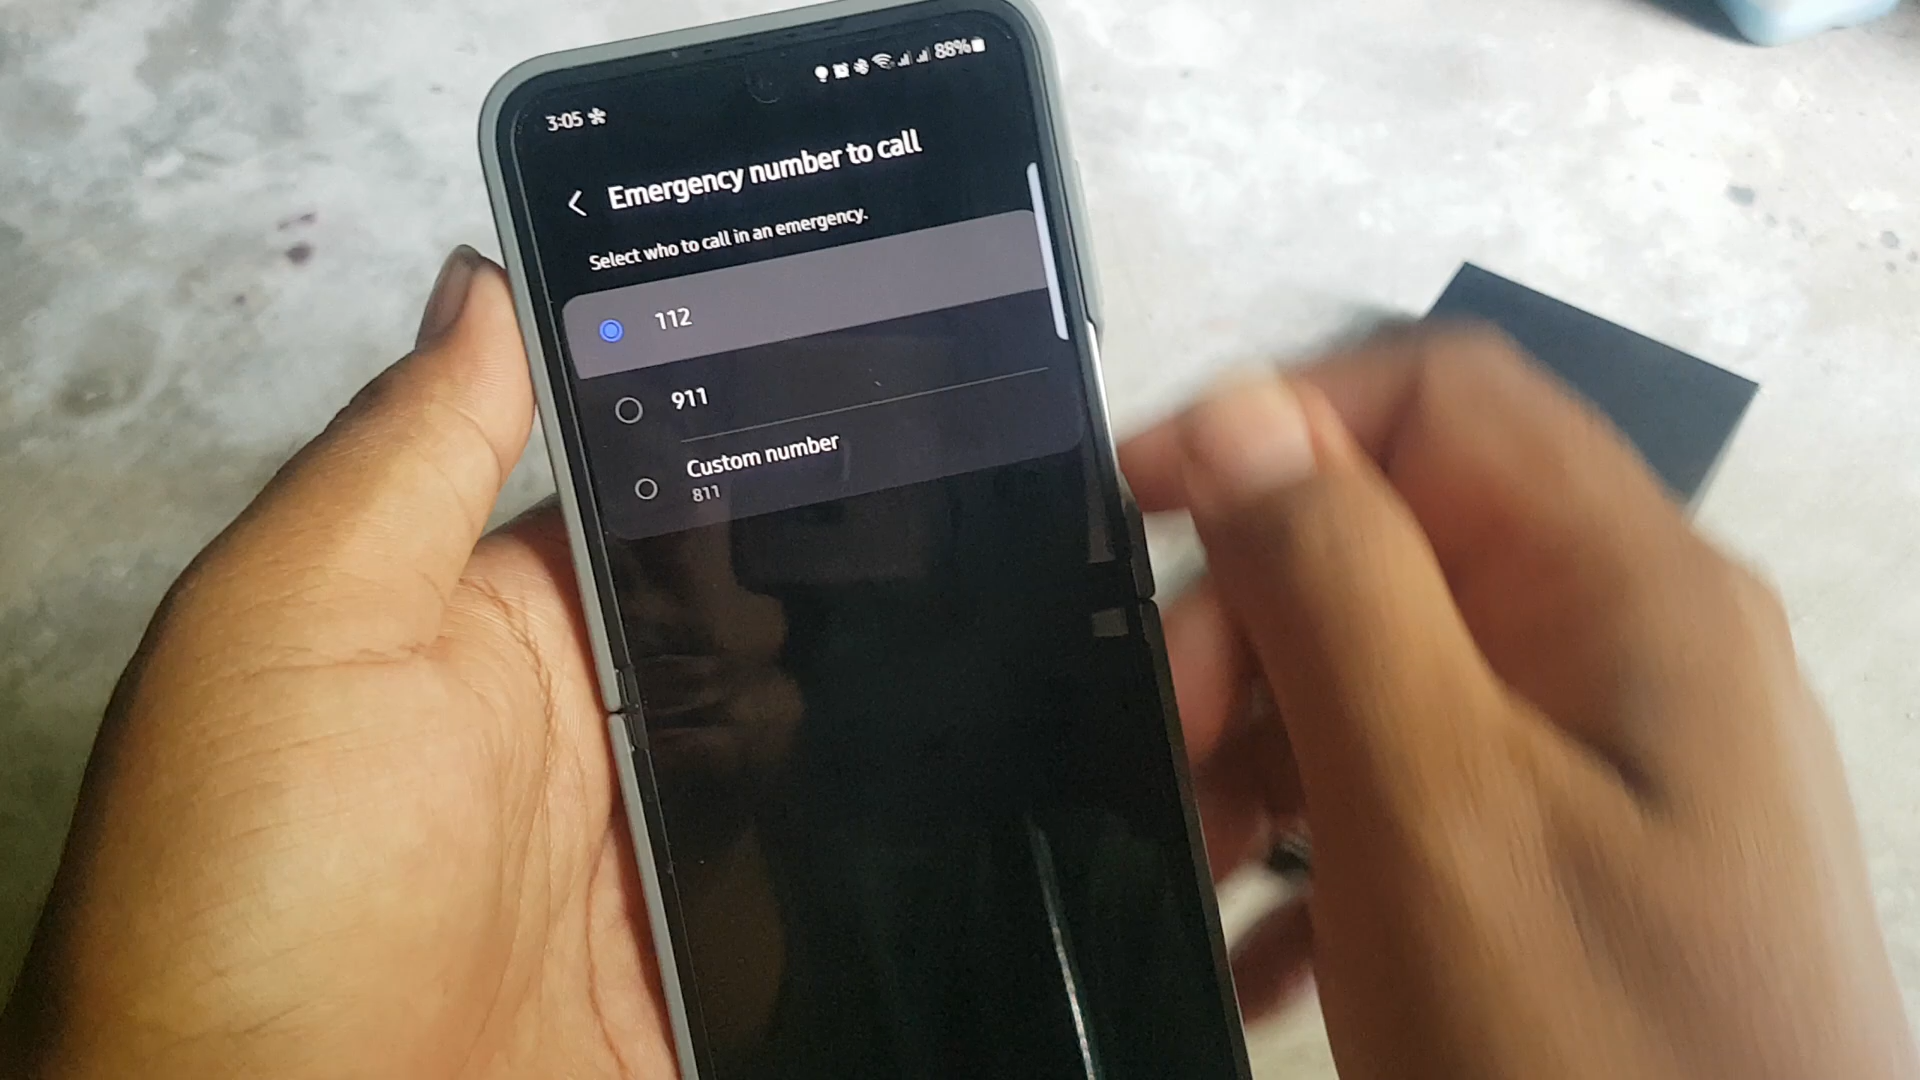 3:05
88%
Emergency number to call
Select who to call in an emergency.
112
911
Custom number
811